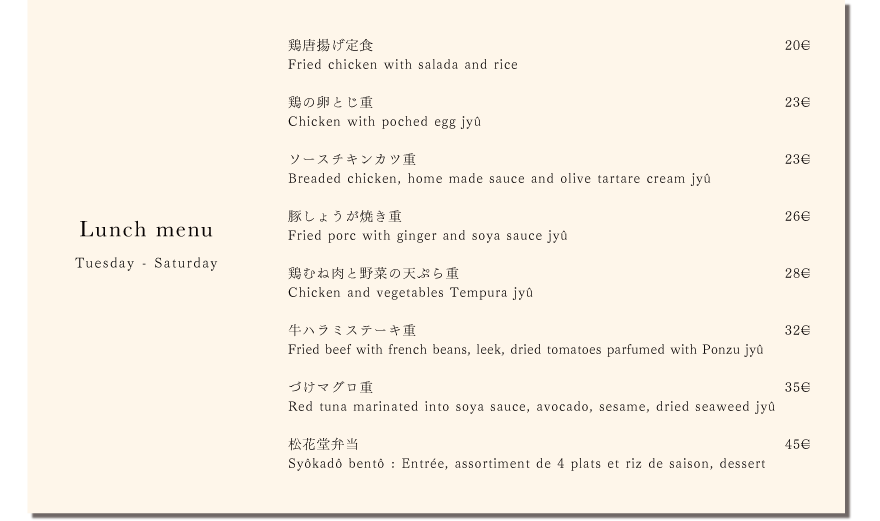 Lunch menu
Tuesday - Saturday
鶏唐揚げ定食 20€
Fried chicken with salada and rice
鶏の卵とじ重 23€
Chicken with poched egg jyû
ソースチキンカツ重 23€
Breaded chicken, home made sauce and olive tartare cream jyû
豚しょうが焼き重 26€
Fried porc with ginger and soya sauce jyû
鶏むね肉と野菜の天ぷら重 28€
Chicken and vegetables Tempura jyû
牛ハラミステーキ重 32€
Fried beef with french beans, leek, dried tomatoes parfumed with Ponzu jyû
づけマグロ重 35€
Red tuna marinated into soya sauce, avocado, sesame, dried seaweed jyû
松花堂弁当 45€
Syôkadô bentô : Entrée, assortiment de 4 plats et riz de saison, dessert